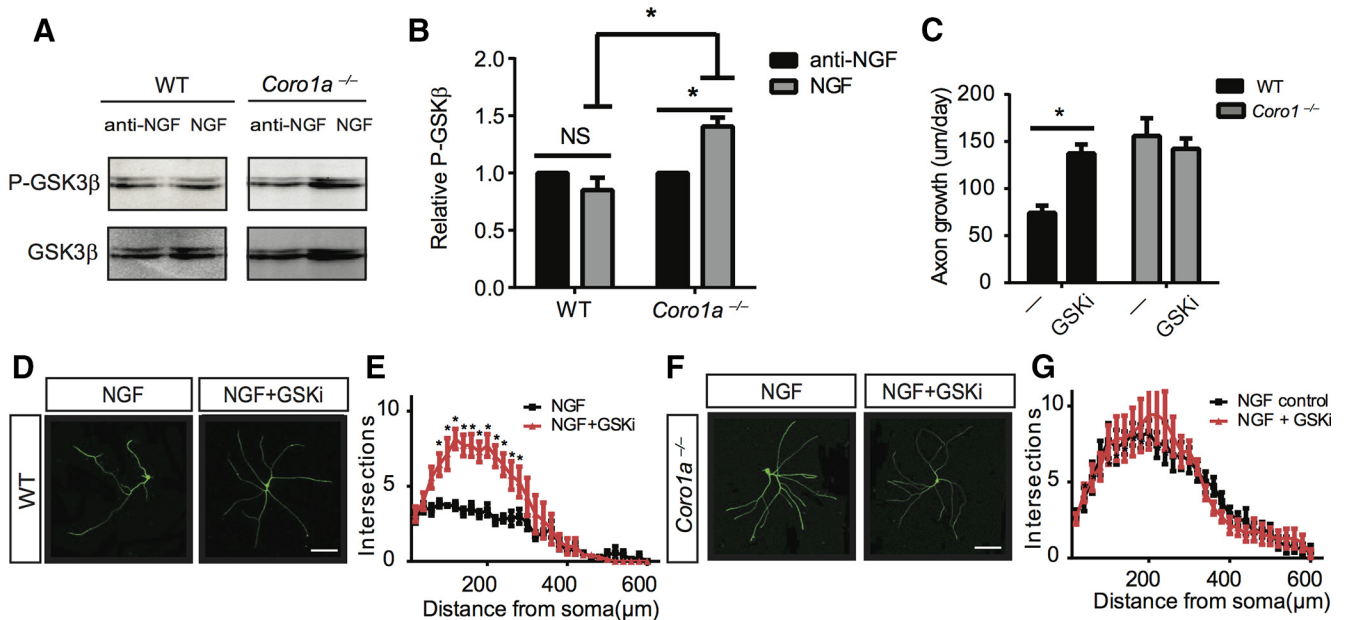 A
WT
Coro1a –/–
anti-NGF NGF
anti-NGF NGF
P-GSK3β
GSK3β
B
Relative P-GSKβ
2.0
1.5
1.0
0.5
0.0
*
NS
*
anti-NGF
NGF
WT
Coro1a –/–
C
Axon growth (um/day)
200
150
100
50
0
*
WT
Coro1 –/–
—
GSKi
—
GSKi
D
NGF
NGF+GSKi
WT
E
Intersections
10
5
0
NGF
NGF+GSKi
***********
200
400
600
Distance from soma(μm)
F
NGF
NGF+GSKi
Coro1a –/–
G
Intersections
10
5
0
NGF control
NGF + GSKi
200
400
600
Distance from soma(μm)